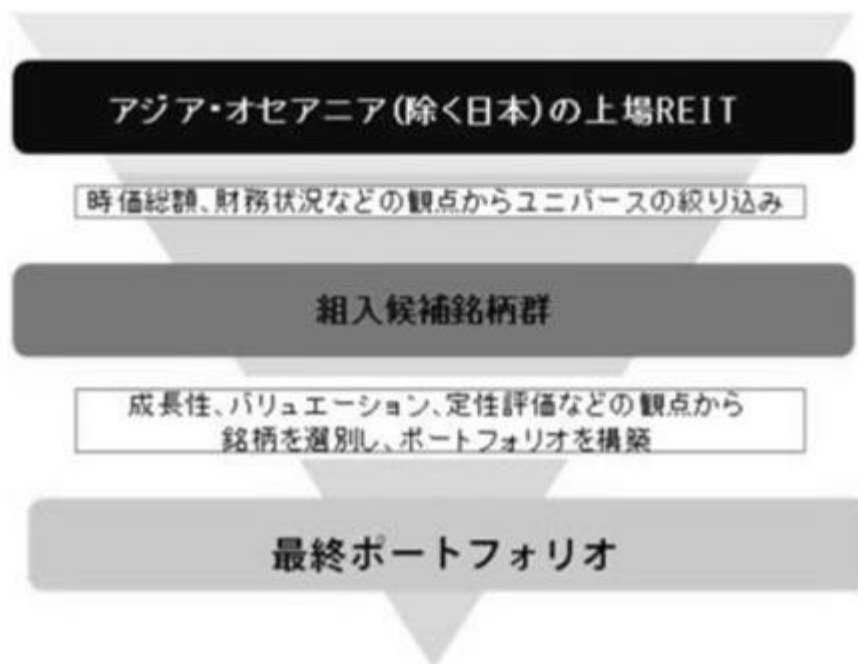 アジア・オセアニア(除く日本)の上場REIT
時価総額、財務状況などの観点からユニバースの絞り込み
組入候補銘柄群
成長性、バリュエーション、定性評価などの観点から
銘柄を選別し、ポートフォリオを構築
最終ポートフォリオ